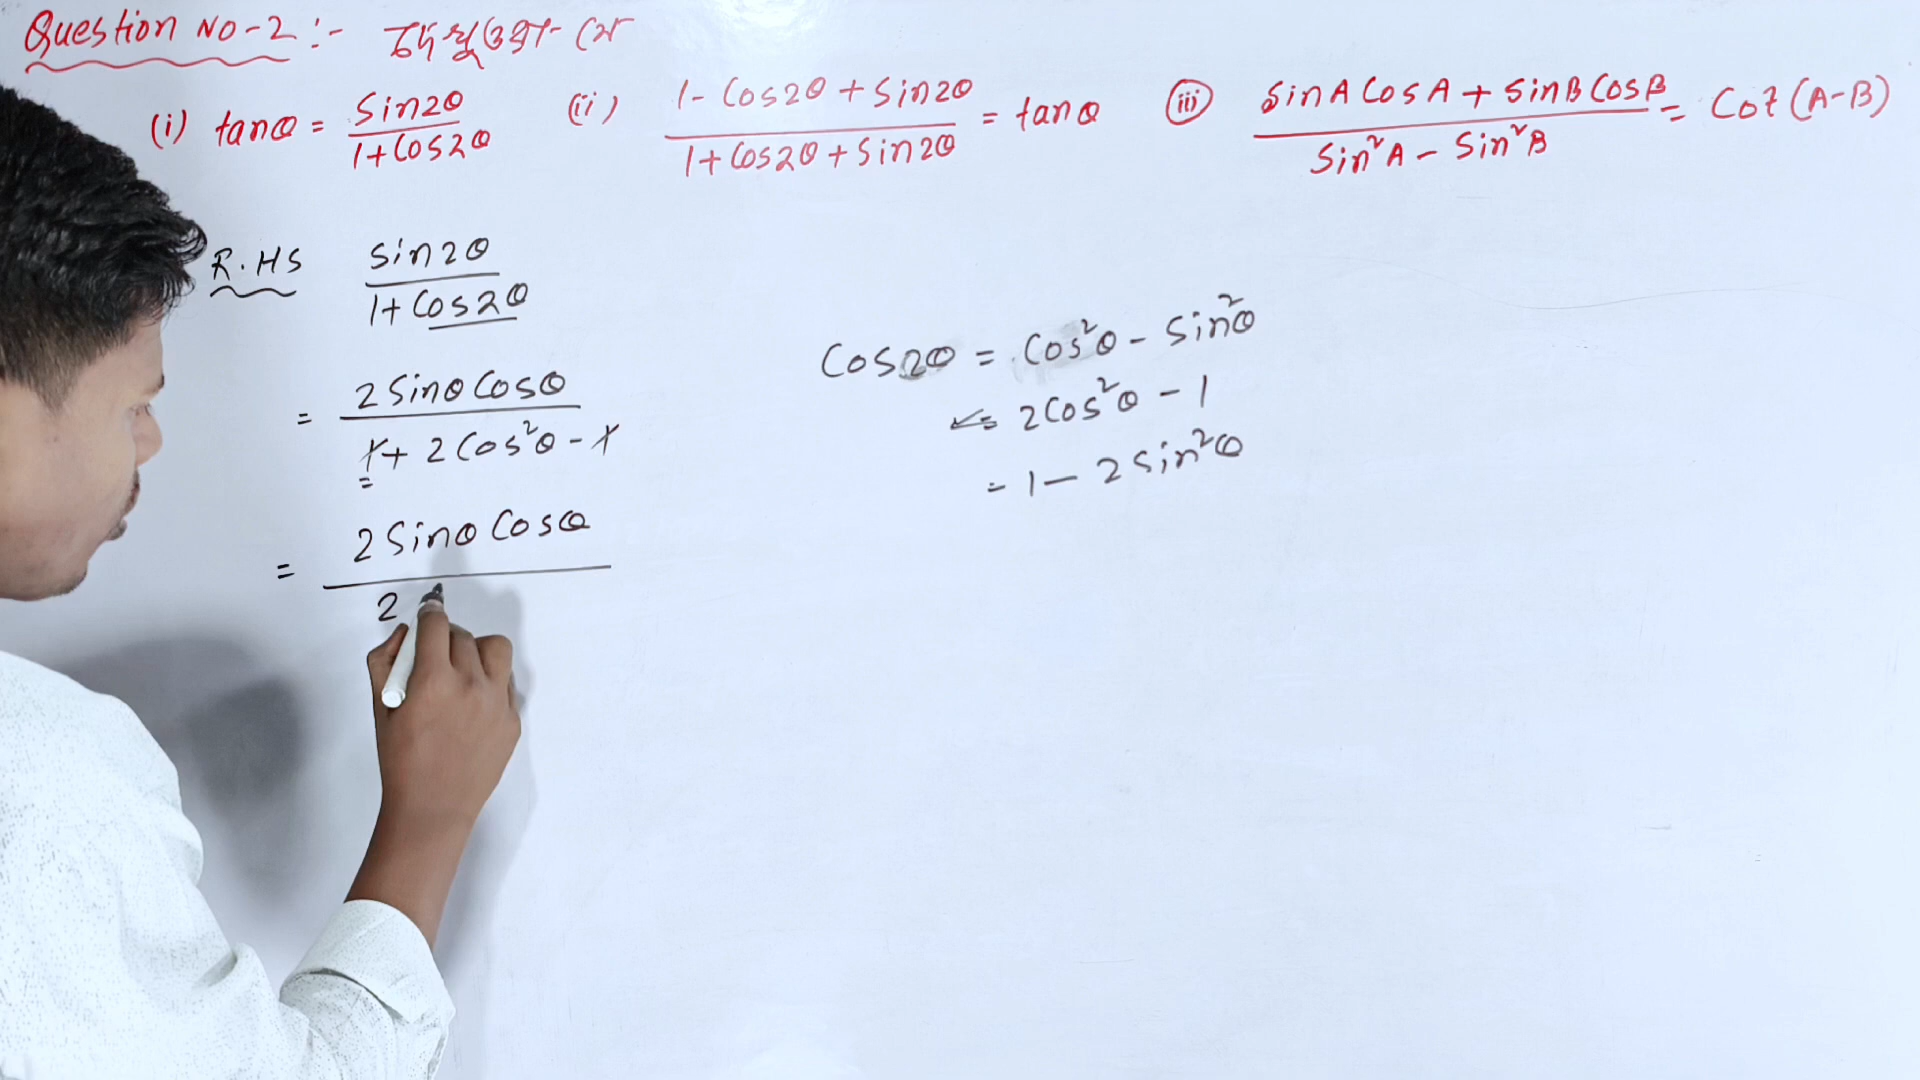 Question No-2 :-
(i) tanθ = sin2θ / 1+cos2θ (ii) 1-cos2θ+sin2θ / 1+cos2θ+sin2θ = tanθ (iii) sinA cosA + sinB cosB / sin²A - sin²B = cot(A-B)
R.HS sin2θ / 1+cos2θ
= 2 sinθ cosθ / 1+2cos²θ-1
=
= 2 sinθ cosθ / 2
cos2θ = cos²θ - sin²θ
= 2cos²θ - 1
= 1 - 2 sin²θ